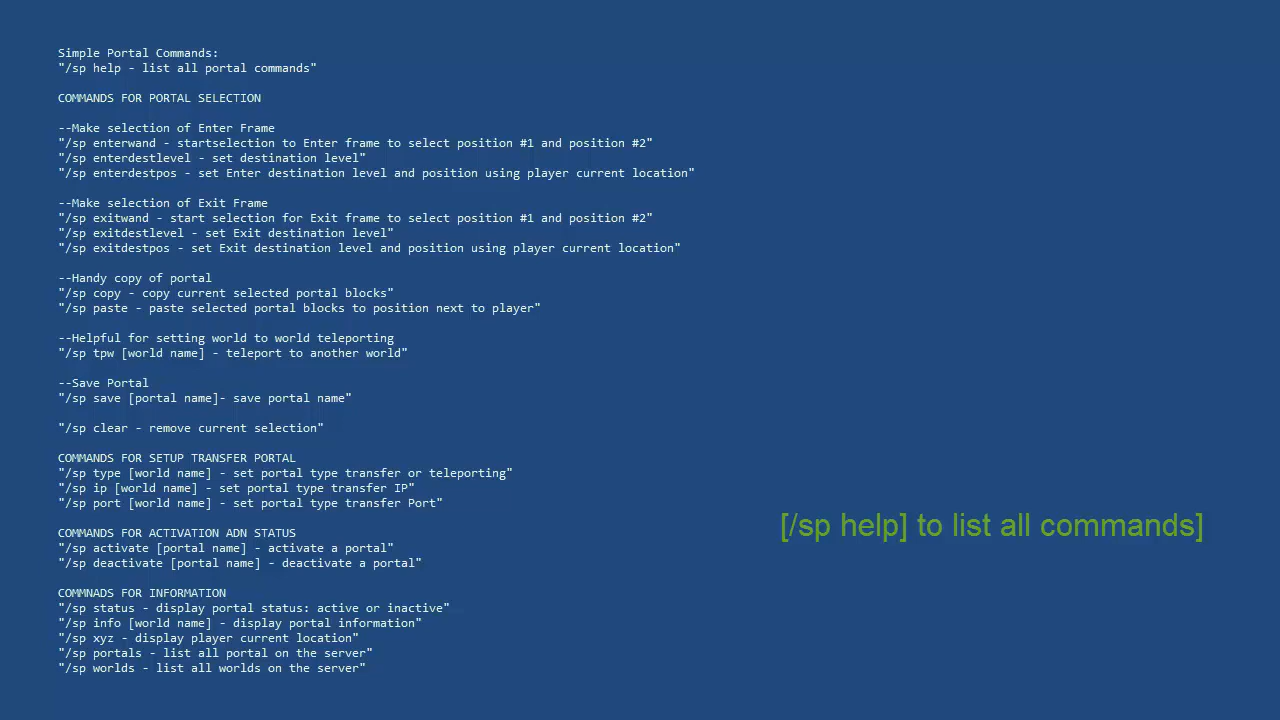 Simple Portal Commands:
"/sp help - list all portal commands"
COMMANDS FOR PORTAL SELECTION
--Make selection of Enter Frame
"/sp enterwand - startselection to Enter frame to select position #1 and position #2"
"/sp enterdestlevel - set destination level"
"/sp enterdestpos - set Enter destination level and position using player current location"
--Make selection of Exit Frame
"/sp exitwand - start selection for Exit frame to select position #1 and position #2"
"/sp exitdestlevel - set Exit destination level"
"/sp exitdestpos - set Exit destination level and position using player current location"
--Handy copy of portal
"/sp copy - copy current selected portal blocks"
"/sp paste - paste selected portal blocks to position next to player"
--Helpful for setting world to world teleporting
"/sp tpw [world name] - teleport to another world"
--Save Portal
"/sp save [portal name]- save portal name"
"/sp clear - remove current selection"
COMMANDS FOR SETUP TRANSFER PORTAL
"/sp type [world name] - set portal type transfer or teleporting"
"/sp ip [world name] - set portal type transfer IP"
"/sp port [world name] - set portal type transfer Port"
COMMANDS FOR ACTIVATION ADN STATUS
"/sp activate [portal name] - activate a portal"
"/sp deactivate [portal name] - deactivate a portal"
COMMNADS FOR INFORMATION
"/sp status - display portal status: active or inactive"
"/sp info [world name] - display portal information"
"/sp xyz - display player current location"
"/sp portals - list all portal on the server"
"/sp worlds - list all worlds on the server"
[/sp help] to list all commands]